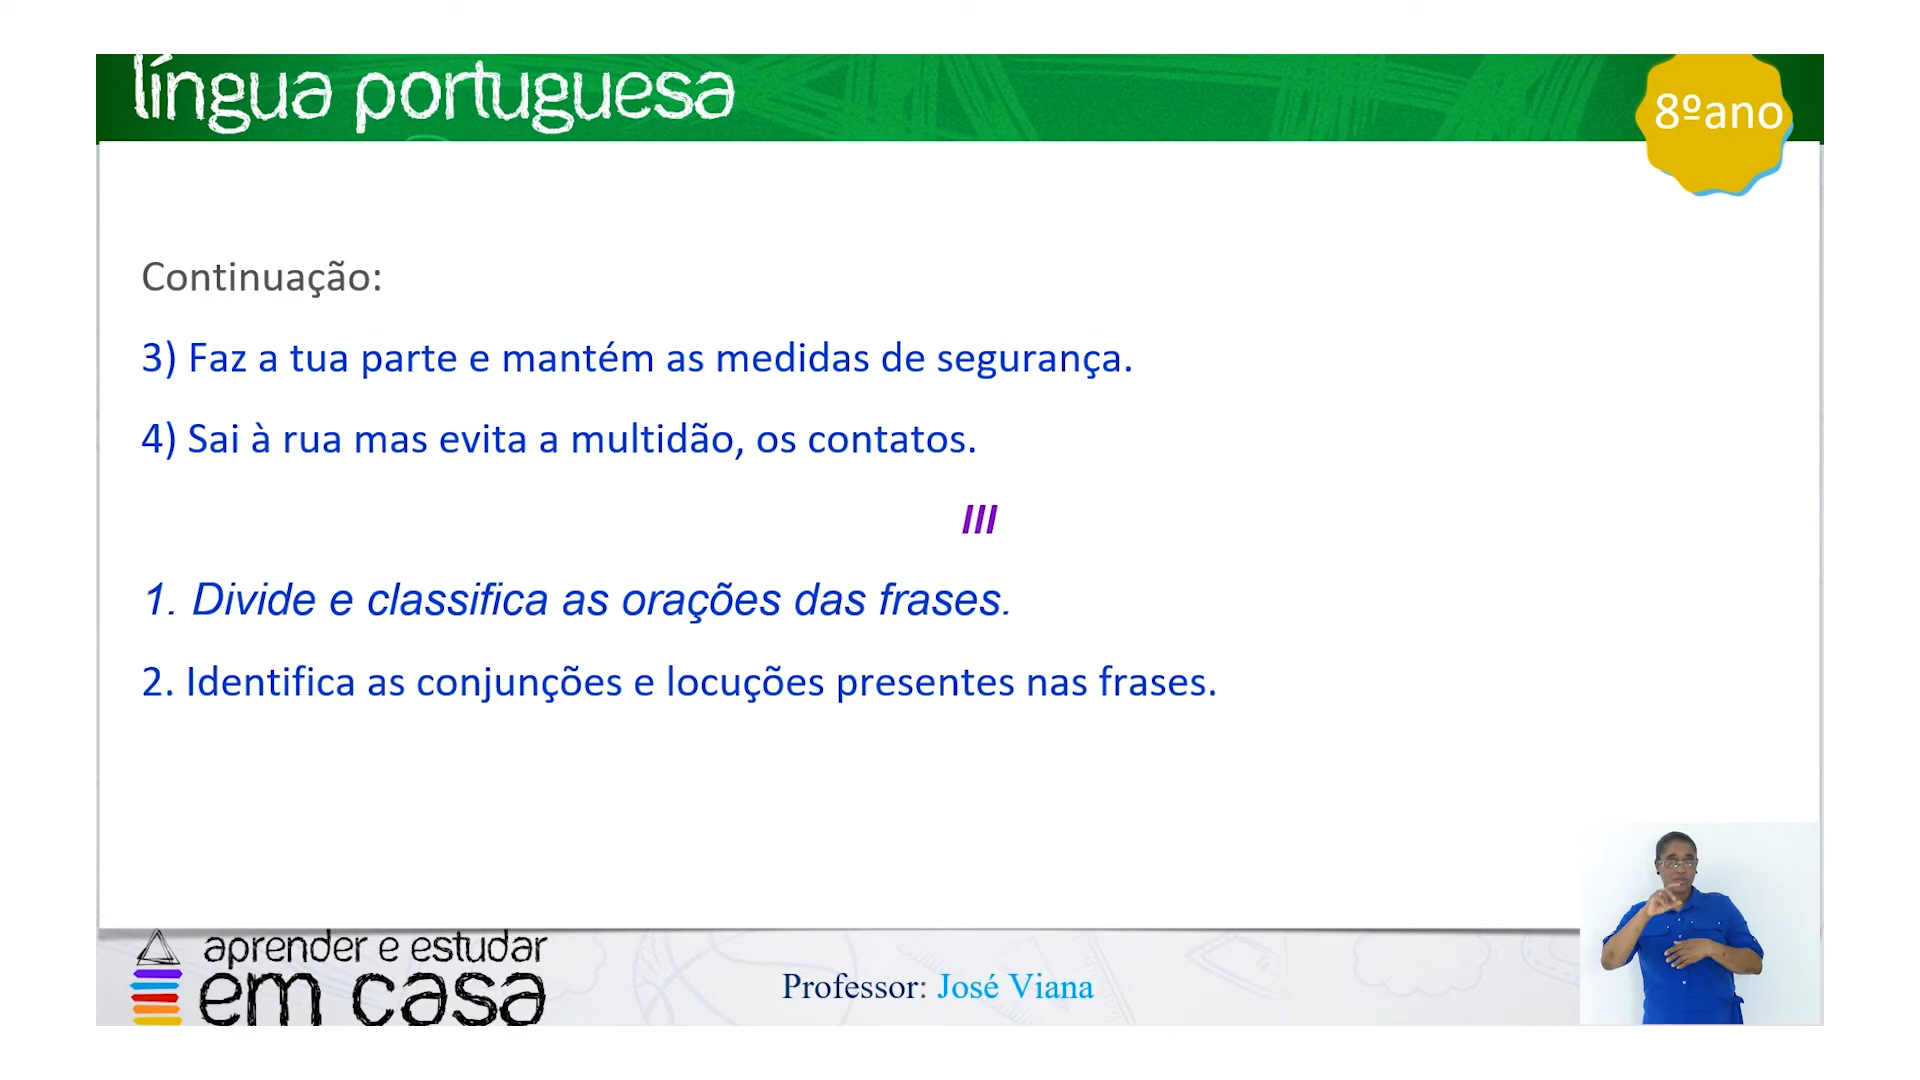 língua portuguesa
8ºano
Continuação:
3) Faz a tua parte e mantém as medidas de segurança.
4) Sai à rua mas evita a multidão, os contatos.
III
1. Divide e classifica as orações das frases.
2. Identifica as conjunções e locuções presentes nas frases.
aprender e estudar
em casa
Professor: José Viana